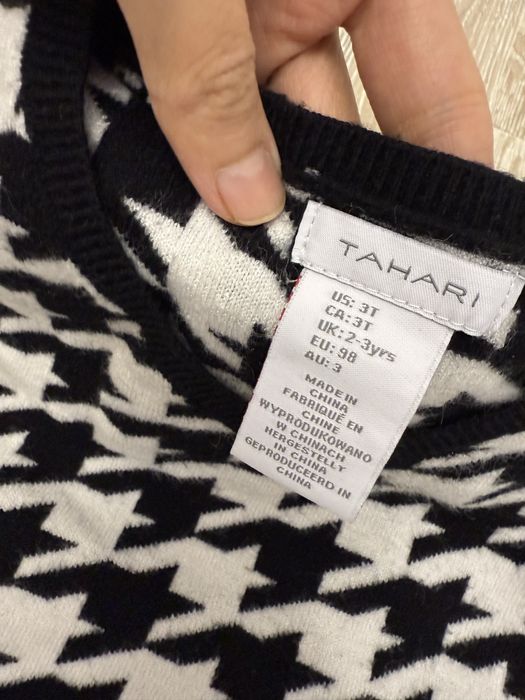 TAHARI
US: 3T
CA: 3T
UK: 2-3yrs
EU: 98
AU: 3
MADE IN
CHINA
FABRIQUÉ EN
CHINE
WYPRODUKOWANO
W CHINACH
HERGESTELLT
IN CHINA
GEPRODUCEERD IN
CHINA